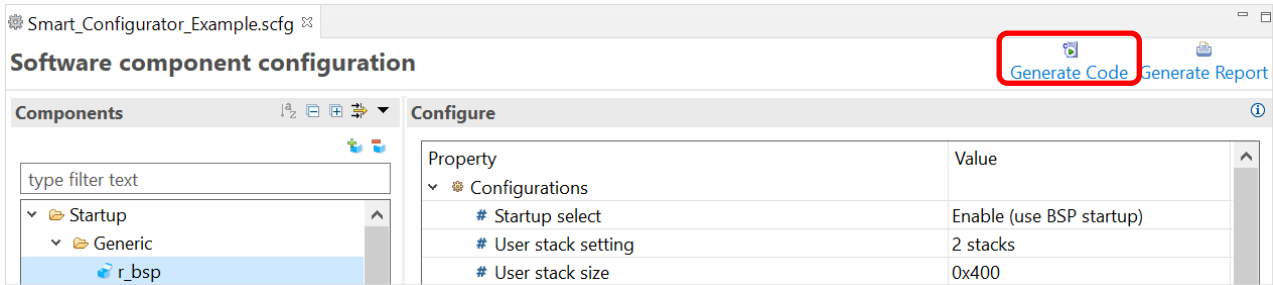 Smart_Configurator_Example.scfg
Software component configuration
Generate Code Generate Report
Components
Configure
type filter text
Startup
Generic
r_bsp
Property Value
Configurations
# Startup select Enable (use BSP startup)
# User stack setting 2 stacks
# User stack size 0x400